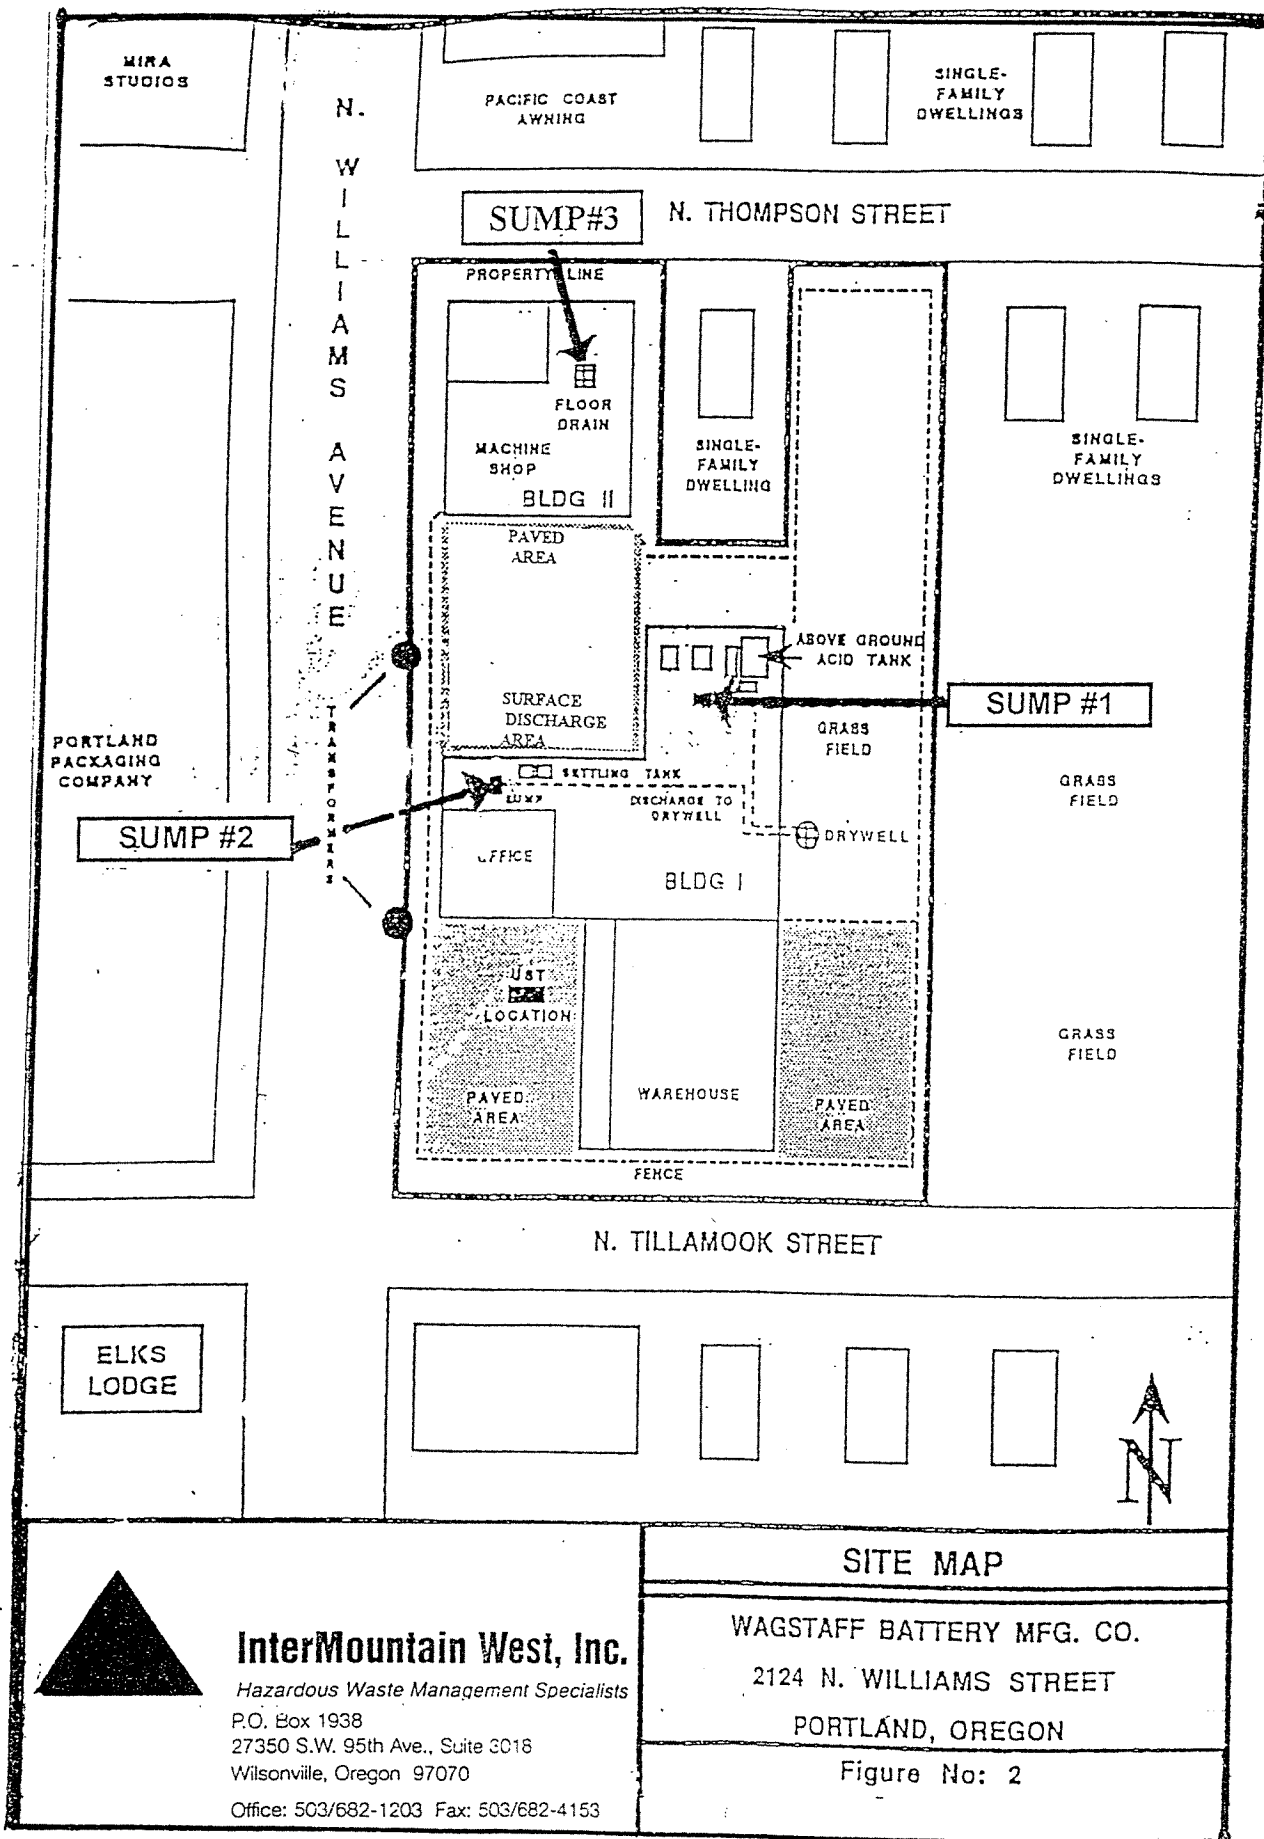 MIRA
STUDIOS
N. WILLIAMS AVENUE
PACIFIC COAST
AWNING
SINGLE-
FAMILY
DWELLINGS
SUMP#3
N. THOMPSON STREET
PROPERTY LINE
FLOOR
DRAIN
MACHINE
SHOP
BLDG II
SINGLE-
FAMILY
DWELLING
SINGLE-
FAMILY
DWELLINGS
PAVED
AREA
ABOVE GROUND
ACID TANK
SURFACE
DISCHARGE
AREA
SUMP #1
GRASS
FIELD
TRANSFORMERS
PORTLAND
PACKAGING
COMPANY
SETTLING TANK
SUMP
DISCHARGE TO
DRYWELL
GRASS
FIELD
SUMP #2
DRYWELL
OFFICE
BLDG I
UST
LOCATION
GRASS
FIELD
PAVED
AREA
WAREHOUSE
PAVED
AREA
FENCE
N. TILLAMOOK STREET
ELKS
LODGE
N
SITE MAP
InterMountain West, Inc.
Hazardous Waste Management Specialists
P.O. Box 1938
27350 S.W. 95th Ave., Suite 3018
Wilsonville, Oregon 97070
Office: 503/682-1203 Fax: 503/682-4153
WAGSTAFF BATTERY MFG. CO.
2124 N. WILLIAMS STREET
PORTLAND, OREGON
Figure No: 2